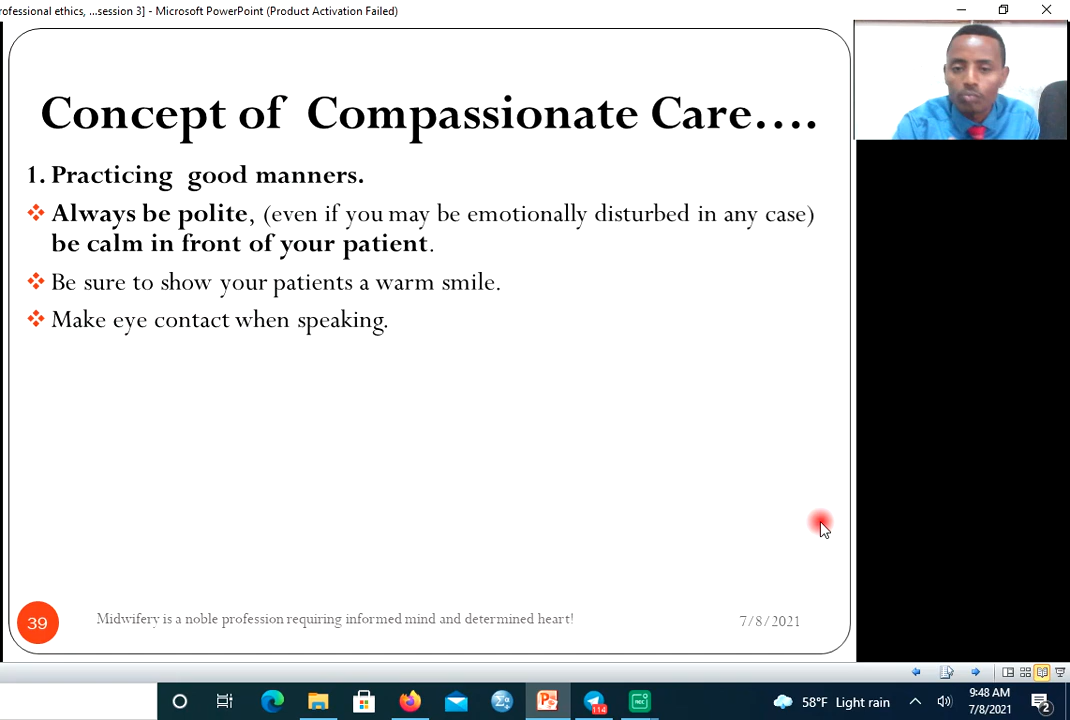 rofessional ethics, ...session 3] - Microsoft PowerPoint (Product Activation Failed)
Concept of Compassionate Care….
1. Practicing good manners.
Always be polite, (even if you may be emotionally disturbed in any case)
be calm in front of your patient.
Be sure to show your patients a warm smile.
Make eye contact when speaking.
39
Midwifery is a noble profession requiring informed mind and determined heart!
7/8/2021
114
REC
58°F Light rain
9:48 AM
7/8/2021
2